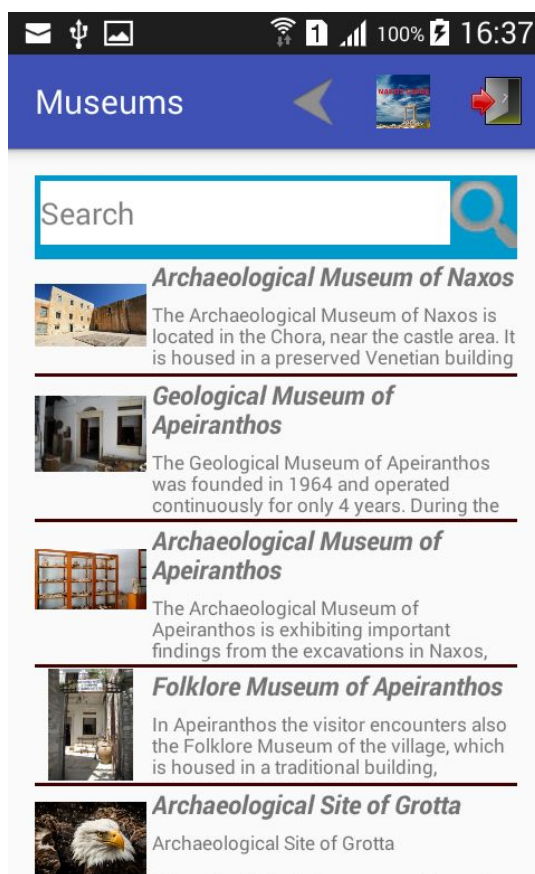 1 100% 16:37
Museums
Search
Archaeological Museum of Naxos
The Archaeological Museum of Naxos is
located in the Chora, near the castle area. It
is housed in a preserved Venetian building
Geological Museum of
Apeiranthos
The Geological Museum of Apeiranthos
was founded in 1964 and operated
continuously for only 4 years. During the
Archaeological Museum of
Apeiranthos
The Archaeological Museum of
Apeiranthos is exhibiting important
findings from the excavations in Naxos,
Folklore Museum of Apeiranthos
In Apeiranthos the visitor encounters also
the Folklore Museum of the village, which
is housed in a traditional building,
Archaeological Site of Grotta
Archaeological Site of Grotta